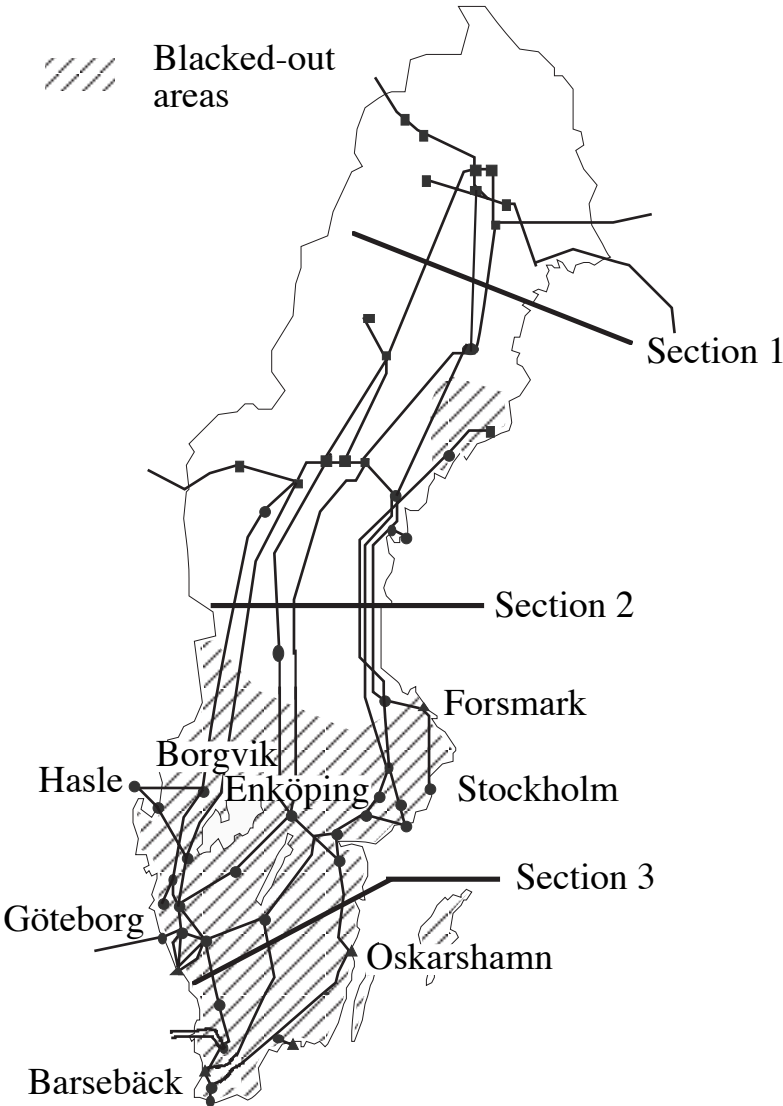 Blacked-out
areas
Section 1
Section 2
Forsmark
Borgvik
Hasle
Enköping
Stockholm
Section 3
Göteborg
Oskarshamn
Barsebäck